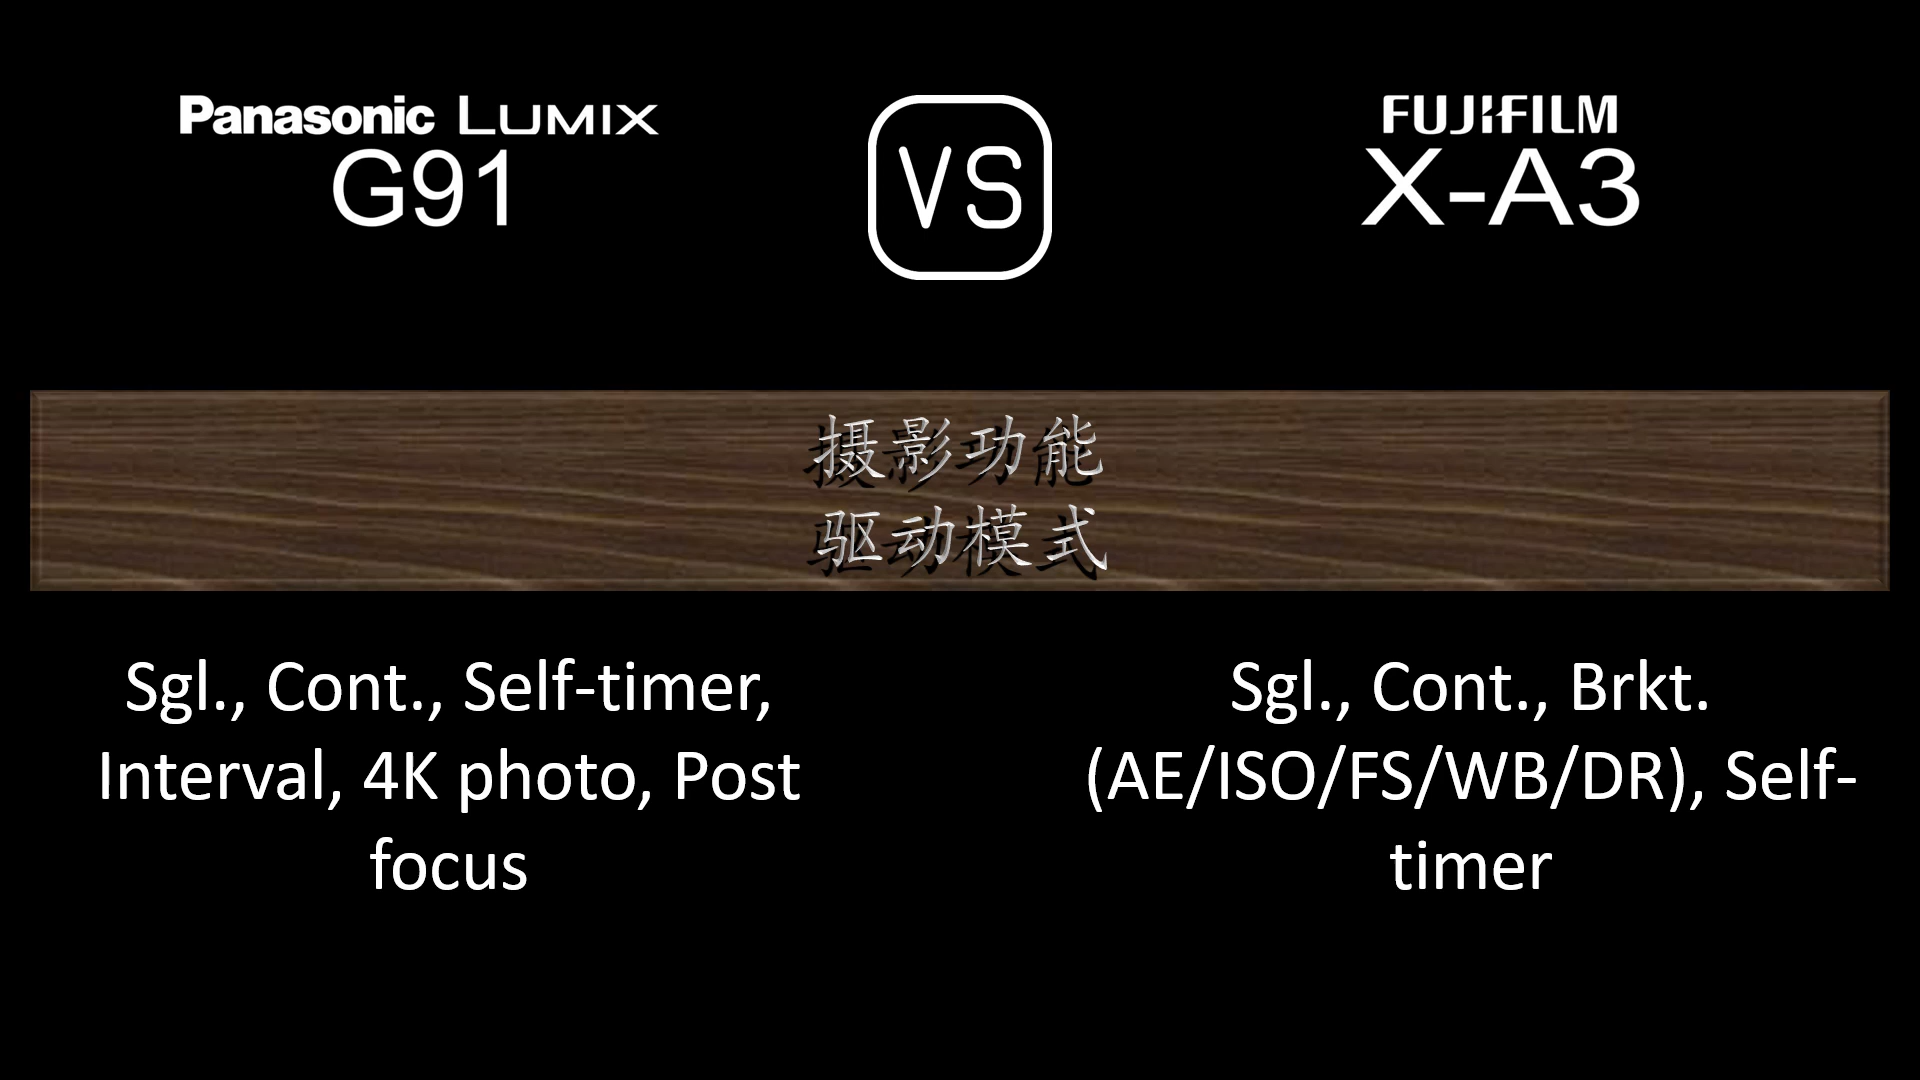 Panasonic LUMIX
G91
VS
FUJIFILM
X-A3
摄影功能
驱动模式
Sgl., Cont., Self-timer,
Interval, 4K photo, Post
focus
Sgl., Cont., Brkt.
(AE/ISO/FS/WB/DR), Self-
timer